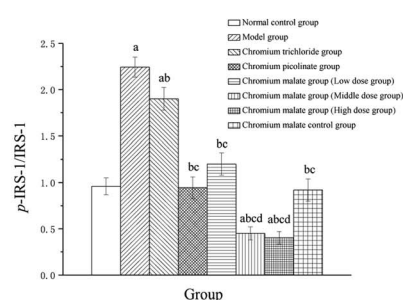 Normal control group
Model group
Chromium trichloride group
Chromium picolinate group
Chromium malate group (Low dose group)
Chromium malate group (Middle dose group)
Chromium malate group (High dose group)
Chromium malate control group
2.5
2.0
1.5
1.0
0.5
0.0
p-IRS-1/IRS-1
a
ab
bc
bc
abcd
abcd
bc
Group